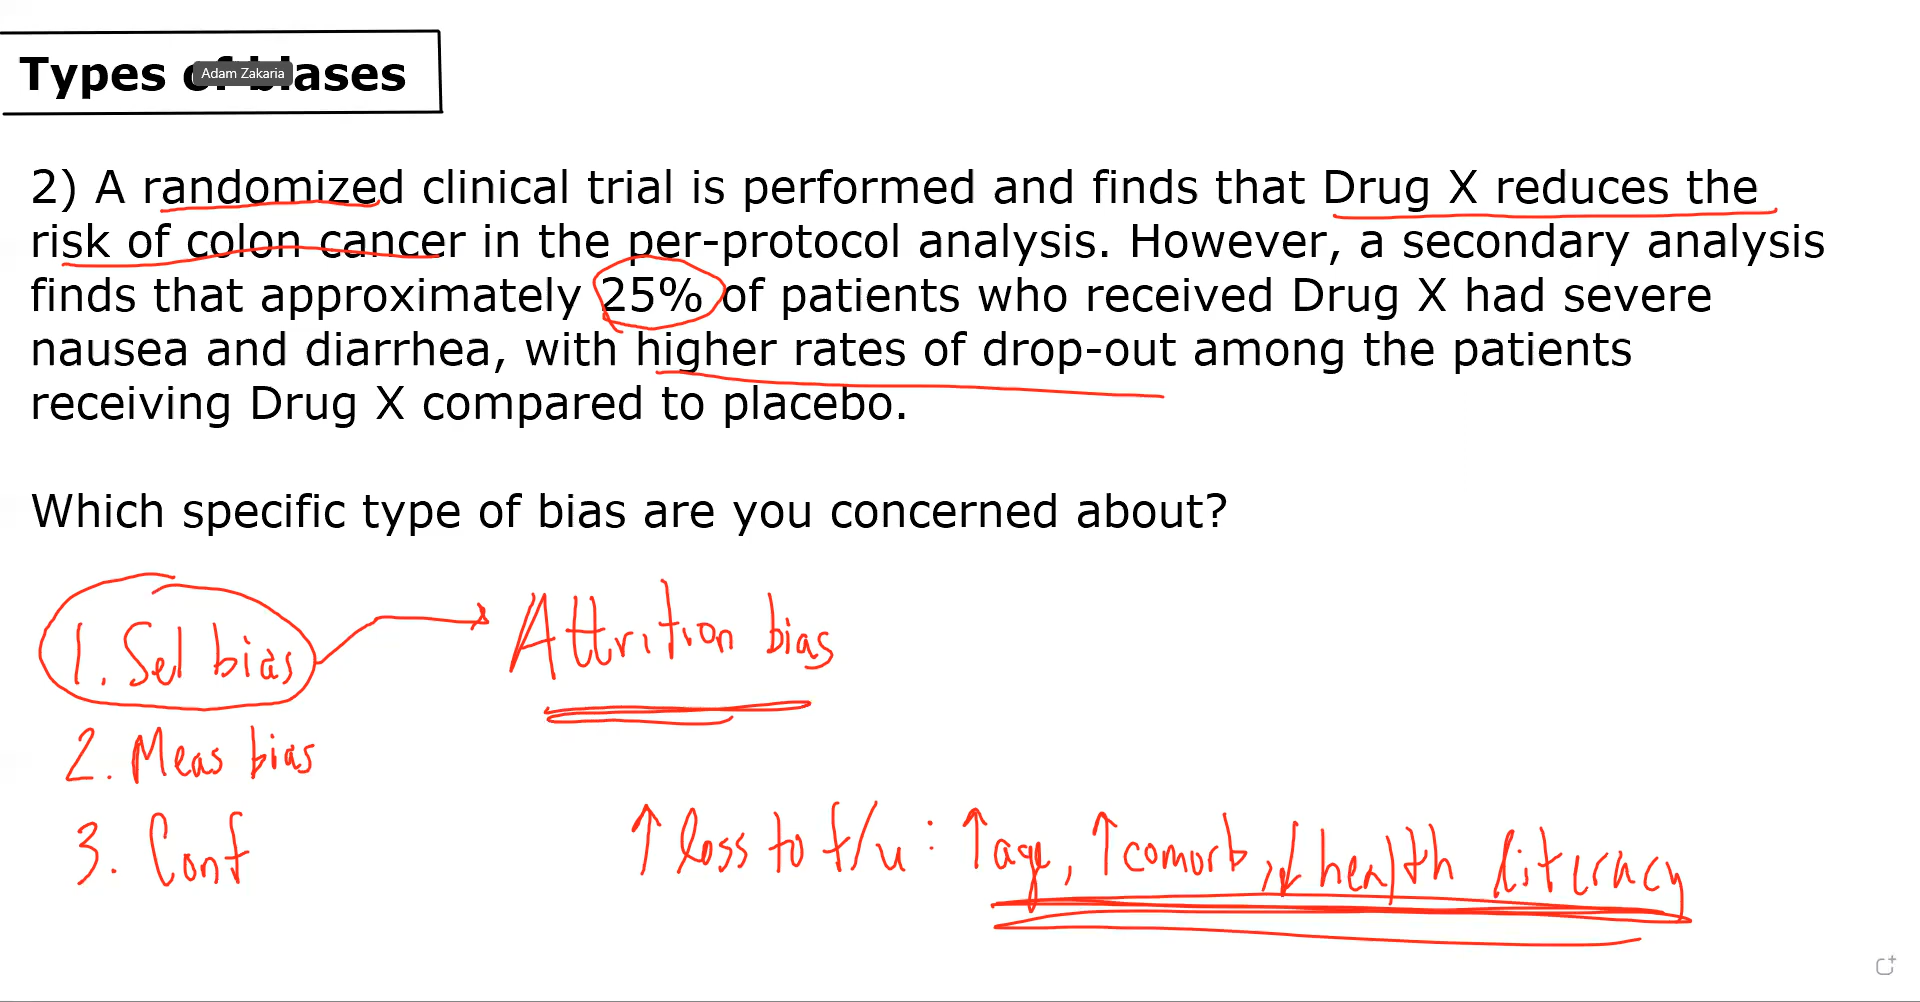 Types of biases
Adam Zakaria
2) A randomized clinical trial is performed and finds that Drug X reduces the
risk of colon cancer in the per-protocol analysis. However, a secondary analysis
finds that approximately 25% of patients who received Drug X had severe
nausea and diarrhea, with higher rates of drop-out among the patients
receiving Drug X compared to placebo.
Which specific type of bias are you concerned about?
1. Sel bias → Attrition bias
2. Meas bias
3. Conf
↑ loss to f/u : ↑ age, ↑ comorb, ↓ health literacy